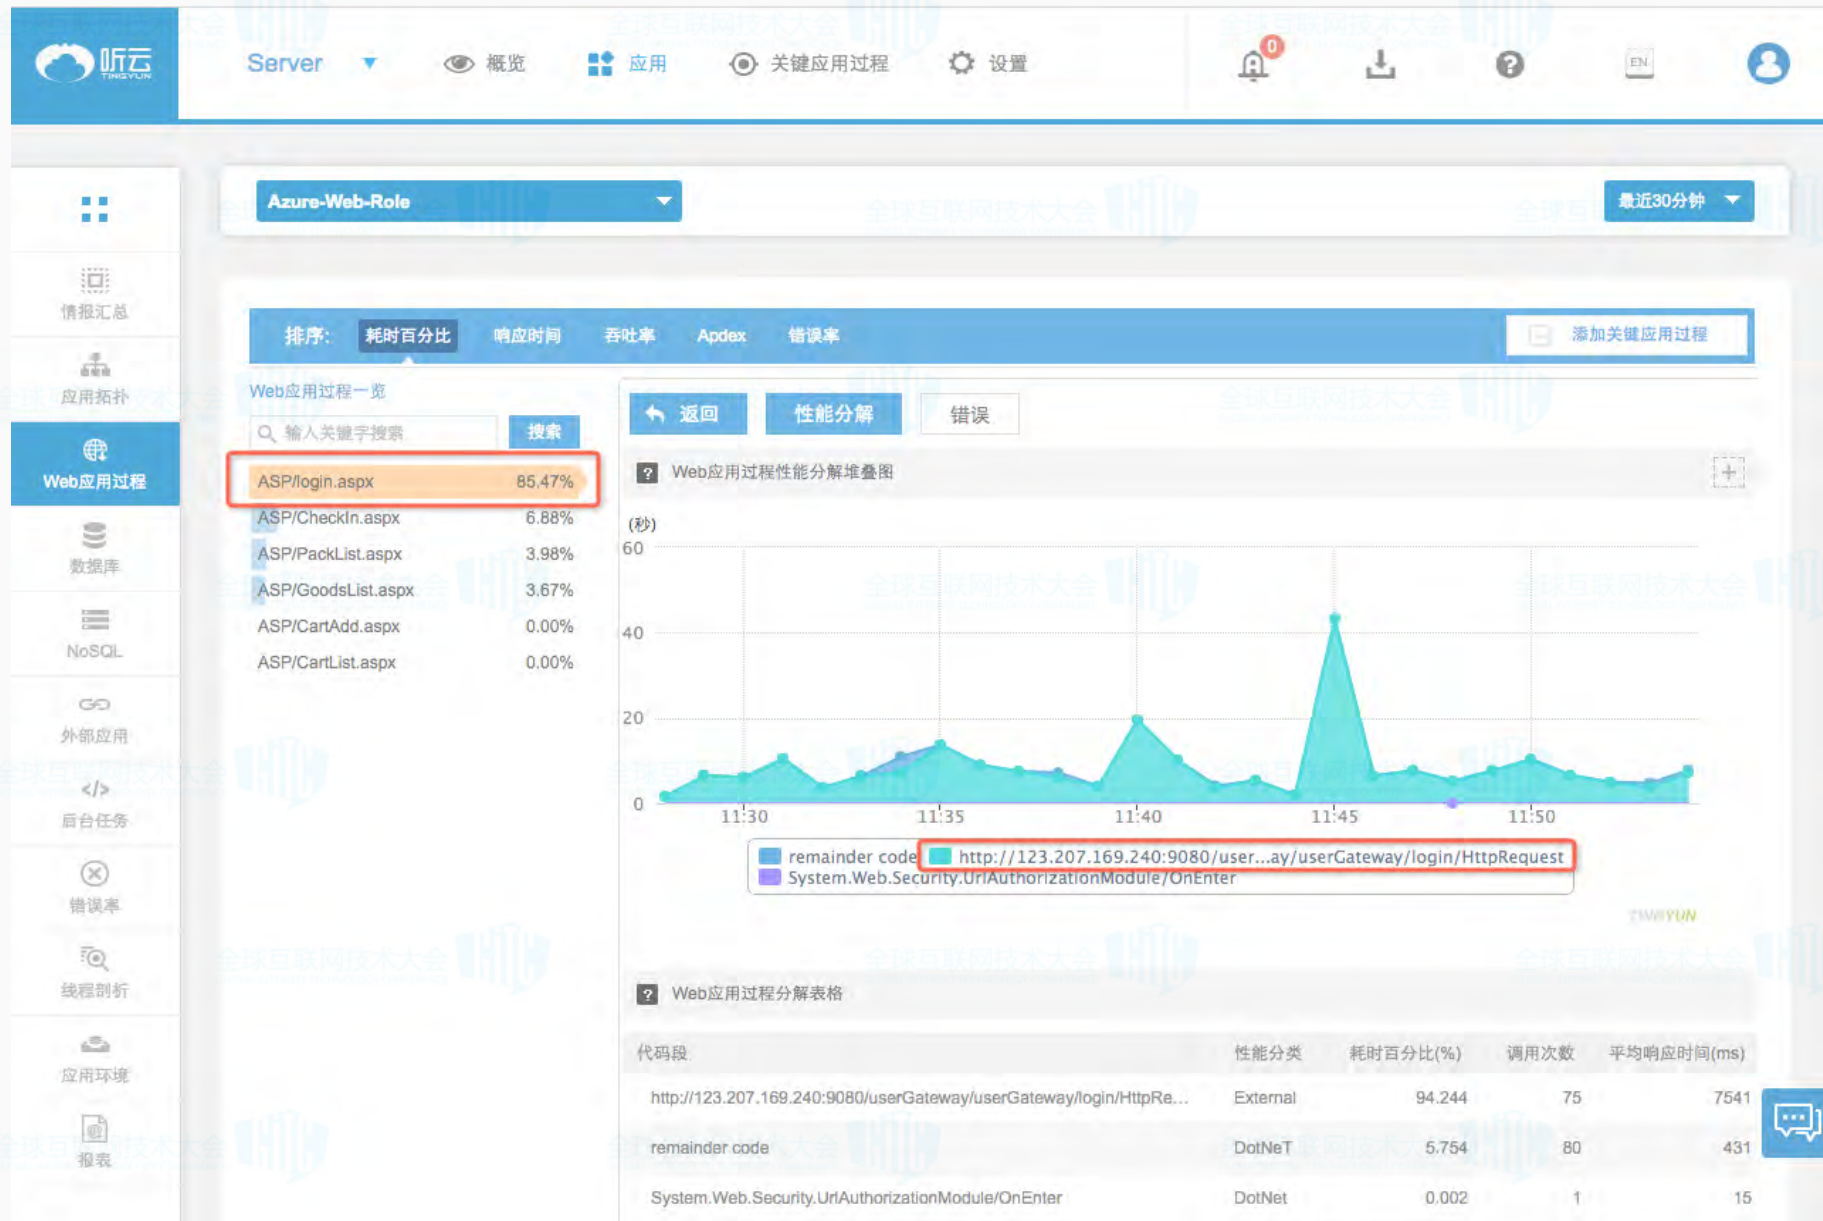 听云
TINGYUN
Server
概览
应用
关键应用过程
设置
0
EN
Azure-Web-Role
最近30分钟
情报汇总
应用拓扑
Web应用过程
数据库
NoSQL
外部应用
后台任务
错误率
线程剖析
应用环境
报表
排序: 耗时百分比 响应时间 吞吐率 Apdex 错误率
添加关键应用过程
Web应用过程一览
输入关键字搜索 搜索
ASP/login.aspx 85.47%
ASP/CheckIn.aspx 6.88%
ASP/PackList.aspx 3.98%
ASP/GoodsList.aspx 3.67%
ASP/CartAdd.aspx 0.00%
ASP/CartList.aspx 0.00%
返回 性能分解 错误
Web应用过程性能分解堆叠图
(秒)
60
40
20
0
11:30 11:35 11:40 11:45 11:50
remainder code http://123.207.169.240:9080/user...ay/userGateway/login/HttpRequest
System.Web.Security.UrlAuthorizationModule/OnEnter
TINGYUN
Web应用过程分解表格
代码段 性能分类 耗时百分比(%) 调用次数 平均响应时间(ms)
http://123.207.169.240:9080/userGateway/userGateway/login/HttpRe... External 94.244 75 7541
remainder code DotNeT 5.754 80 431
System.Web.Security.UrlAuthorizationModule/OnEnter DotNet 0.002 1 15
全球互联网技术大会